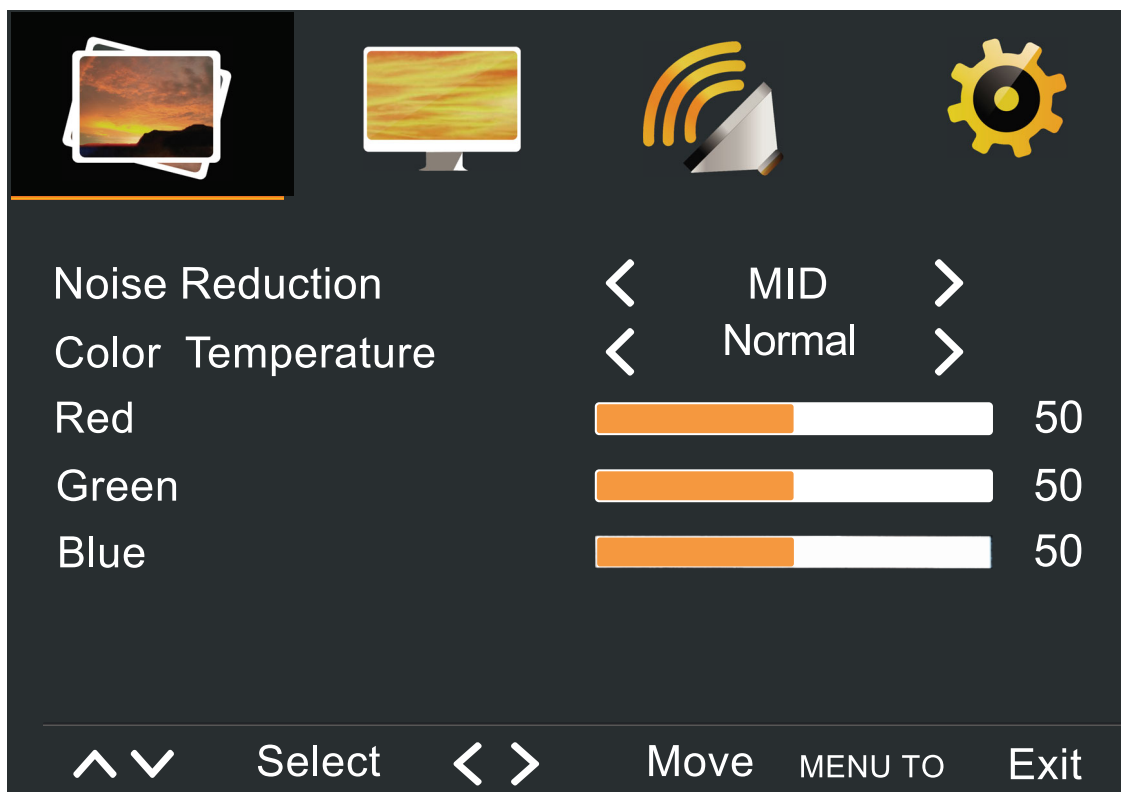 Noise Reduction MID
Color Temperature Normal
Red 50
Green 50
Blue 50
Select Move MENU TO Exit